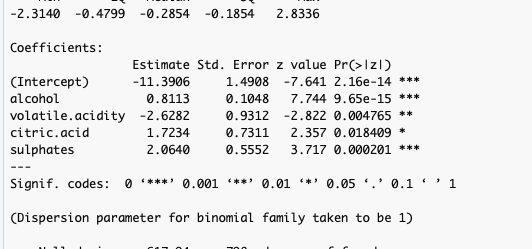 -2.3140 -0.4799 -0.2854 -0.1854 2.8336
Coefficients:
Estimate Std. Error z value Pr(>|z|)
(Intercept) -11.3906 1.4908 -7.641 2.16e-14 ***
alcohol 0.8113 0.1048 7.744 9.65e-15 ***
volatile.acidity -2.6282 0.9312 -2.822 0.004765 **
citric.acid 1.7234 0.7311 2.357 0.018409 *
sulphates 2.0640 0.5552 3.717 0.000201 ***
---
Signif. codes: 0 ‘***’ 0.001 ‘**’ 0.01 ‘*’ 0.05 ‘.’ 0.1 ‘ ’ 1
(Dispersion parameter for binomial family taken to be 1)